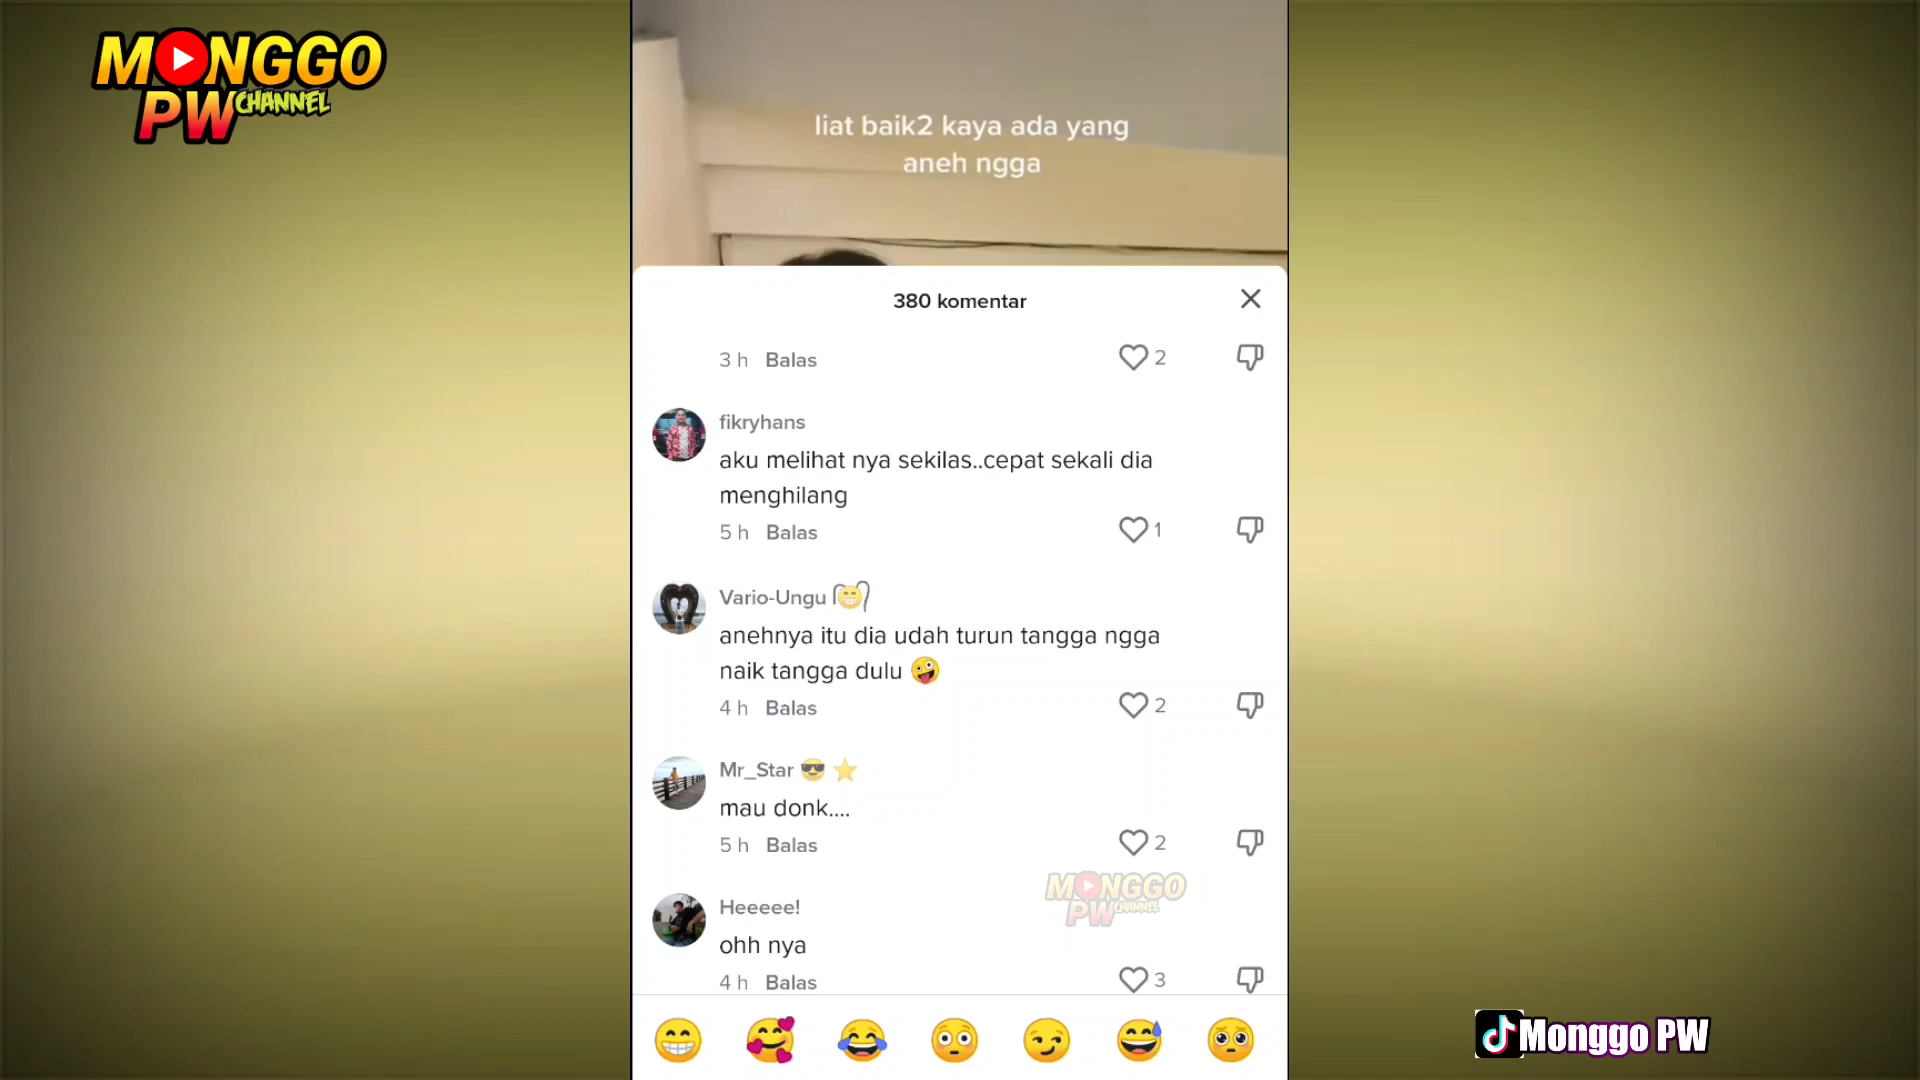 MONGGO
PW CHANNEL
liat baik2 kaya ada yang
aneh ngga
380 komentar
3 h Balas 2
fikryhans
aku melihat nya sekilas..cepat sekali dia
menghilang
5 h Balas 1
Vario-Ungu
anehnya itu dia udah turun tangga ngga
naik tangga dulu 🤪
4 h Balas 2
Mr_Star 😎 ⭐
mau donk....
5 h Balas 2
MONGGO
PW CHANNEL
Heeeee!
ohh nya
4 h Balas 3
Monggo PW